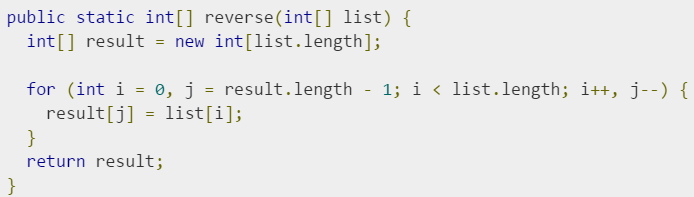 public static int[] reverse(int[] list) {
  int[] result = new int[list.length];

  for (int i = 0, j = result.length - 1; i < list.length; i++, j--) {
    result[j] = list[i];
  }
  return result;
}